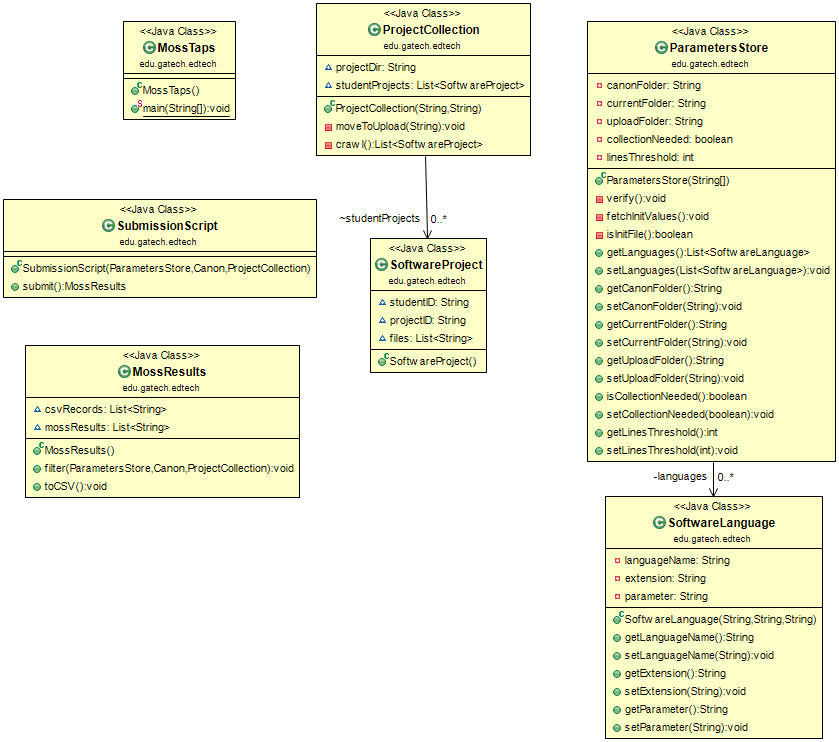 <<Java Class>>
MossTaps
edu.gatech.edtech
MossTaps()
main(String[]):void
<<Java Class>>
ProjectCollection
edu.gatech.edtech
projectDir: String
studentProjects: List<SoftwareProject>
ProjectCollection(String,String)
moveToUpload(String):void
crawl():List<SoftwareProject>
~studentProjects 0..*
<<Java Class>>
SoftwareProject
edu.gatech.edtech
studentID: String
projectID: String
files: List<String>
SoftwareProject()
<<Java Class>>
SubmissionScript
edu.gatech.edtech
SubmissionScript(ParametersStore,Canon,ProjectCollection)
submit():MossResults
<<Java Class>>
MossResults
edu.gatech.edtech
csvRecords: List<String>
mossResults: List<String>
MossResults()
filter(ParametersStore,Canon,ProjectCollection):void
toCSV():void
<<Java Class>>
ParametersStore
edu.gatech.edtech
canonFolder: String
currentFolder: String
uploadFolder: String
collectionNeeded: boolean
linesThreshold: int
ParametersStore(String[])
verify():void
fetchInitValues():void
isInitFile():boolean
getLanguages():List<SoftwareLanguage>
setLanguages(List<SoftwareLanguage>):void
getCanonFolder():String
setCanonFolder(String):void
getCurrentFolder():String
setCurrentFolder(String):void
getUploadFolder():String
setUploadFolder(String):void
isCollectionNeeded():boolean
setCollectionNeeded(boolean):void
getLinesThreshold():int
setLinesThreshold(int):void
-languages 0..*
<<Java Class>>
SoftwareLanguage
edu.gatech.edtech
languageName: String
extension: String
parameter: String
SoftwareLanguage(String,String,String)
getLanguageName():String
setLanguageName(String):void
getExtension():String
setExtension(String):void
getParameter():String
setParameter(String):void